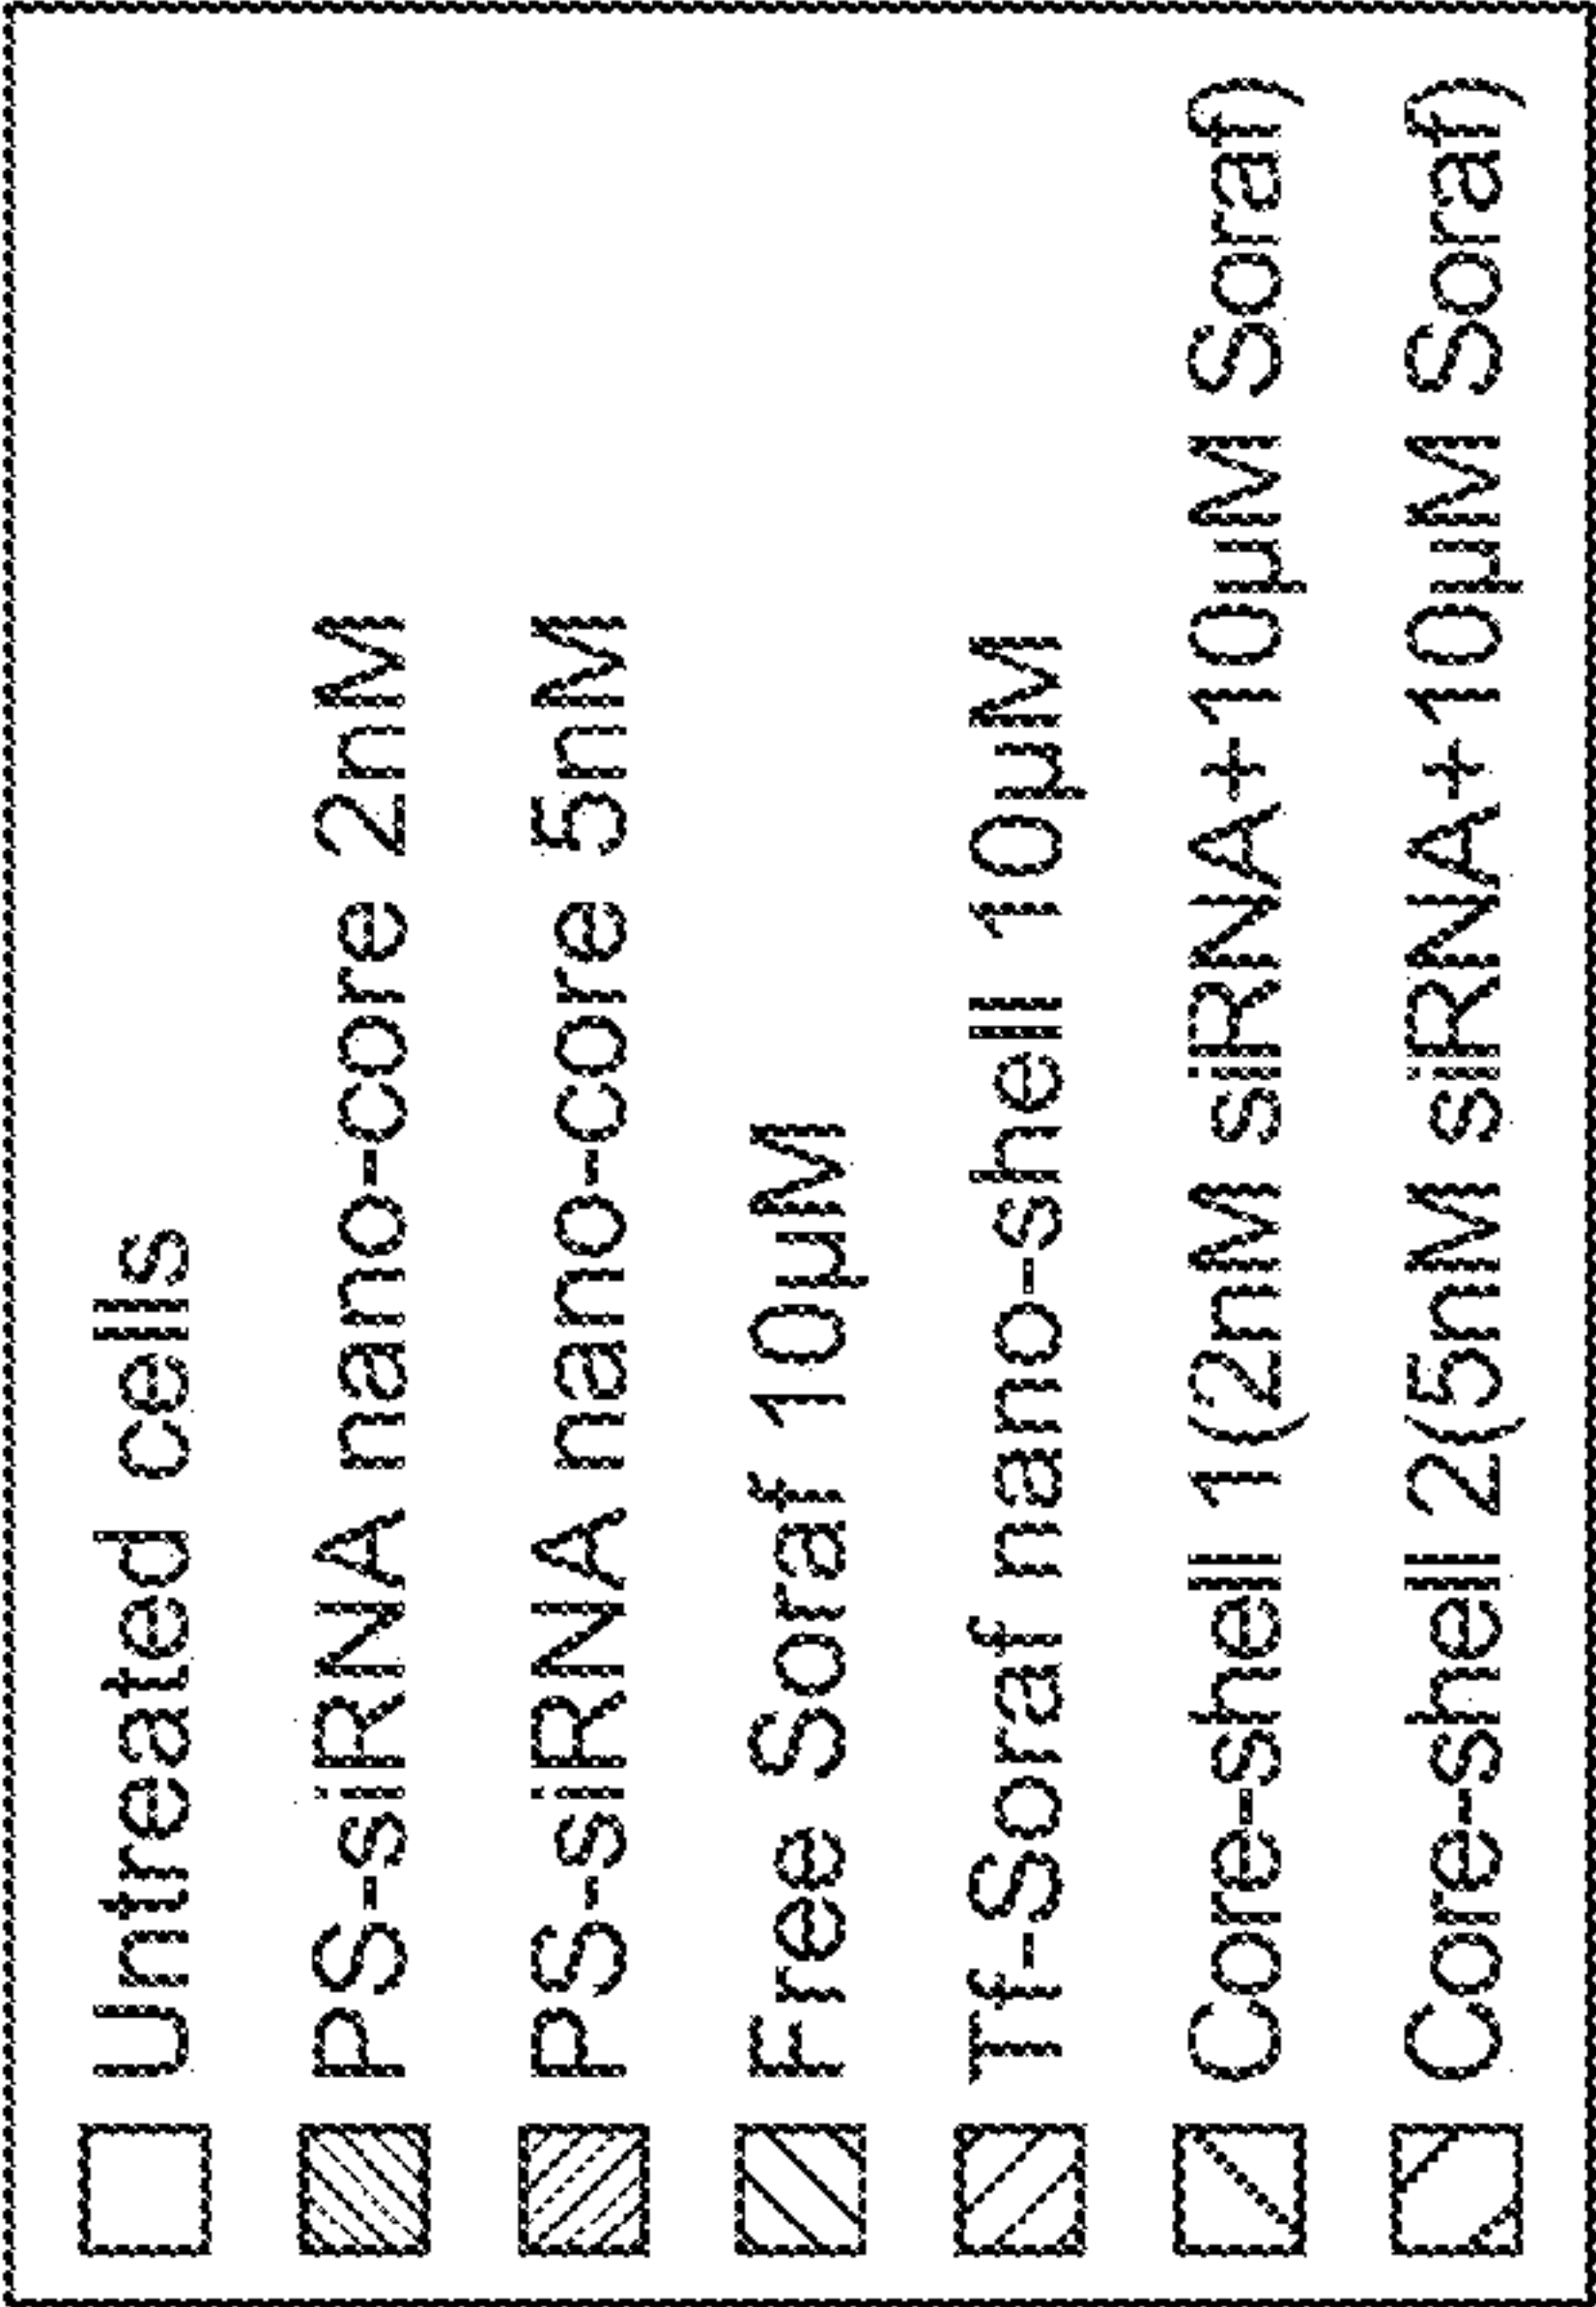 Untreated cells
PS-siRNA nano-core 2nM
PS-siRNA nano-core 5nM
Free Soraf 10µM
Tf-Soraf nano-shell 10µM
Core-shell 1(2nM siRNA+10µM Soraf)
Core-shell 2(5nM siRNA+10µM Soraf)